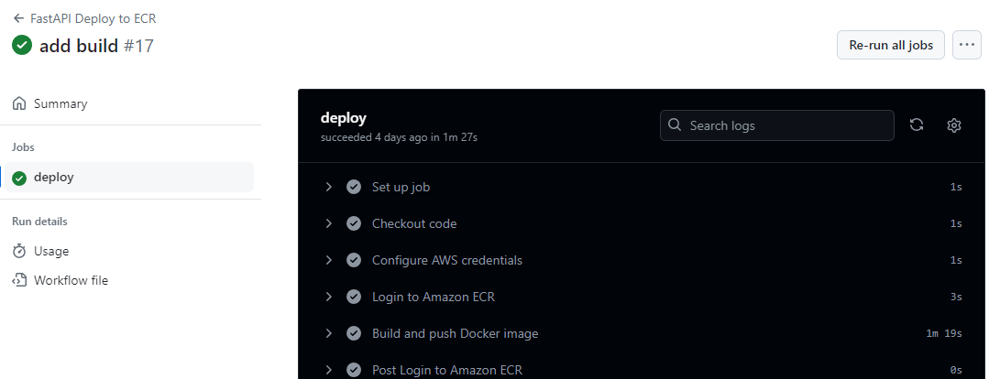 FastAPI Deploy to ECR
add build #17
Re-run all jobs
Summary
Jobs
deploy
Run details
Usage
Workflow file
deploy
succeeded 4 days ago in 1m 27s
Search logs
Set up job 1s
Checkout code 1s
Configure AWS credentials 1s
Login to Amazon ECR 3s
Build and push Docker image 1m 19s
Post Login to Amazon ECR 0s